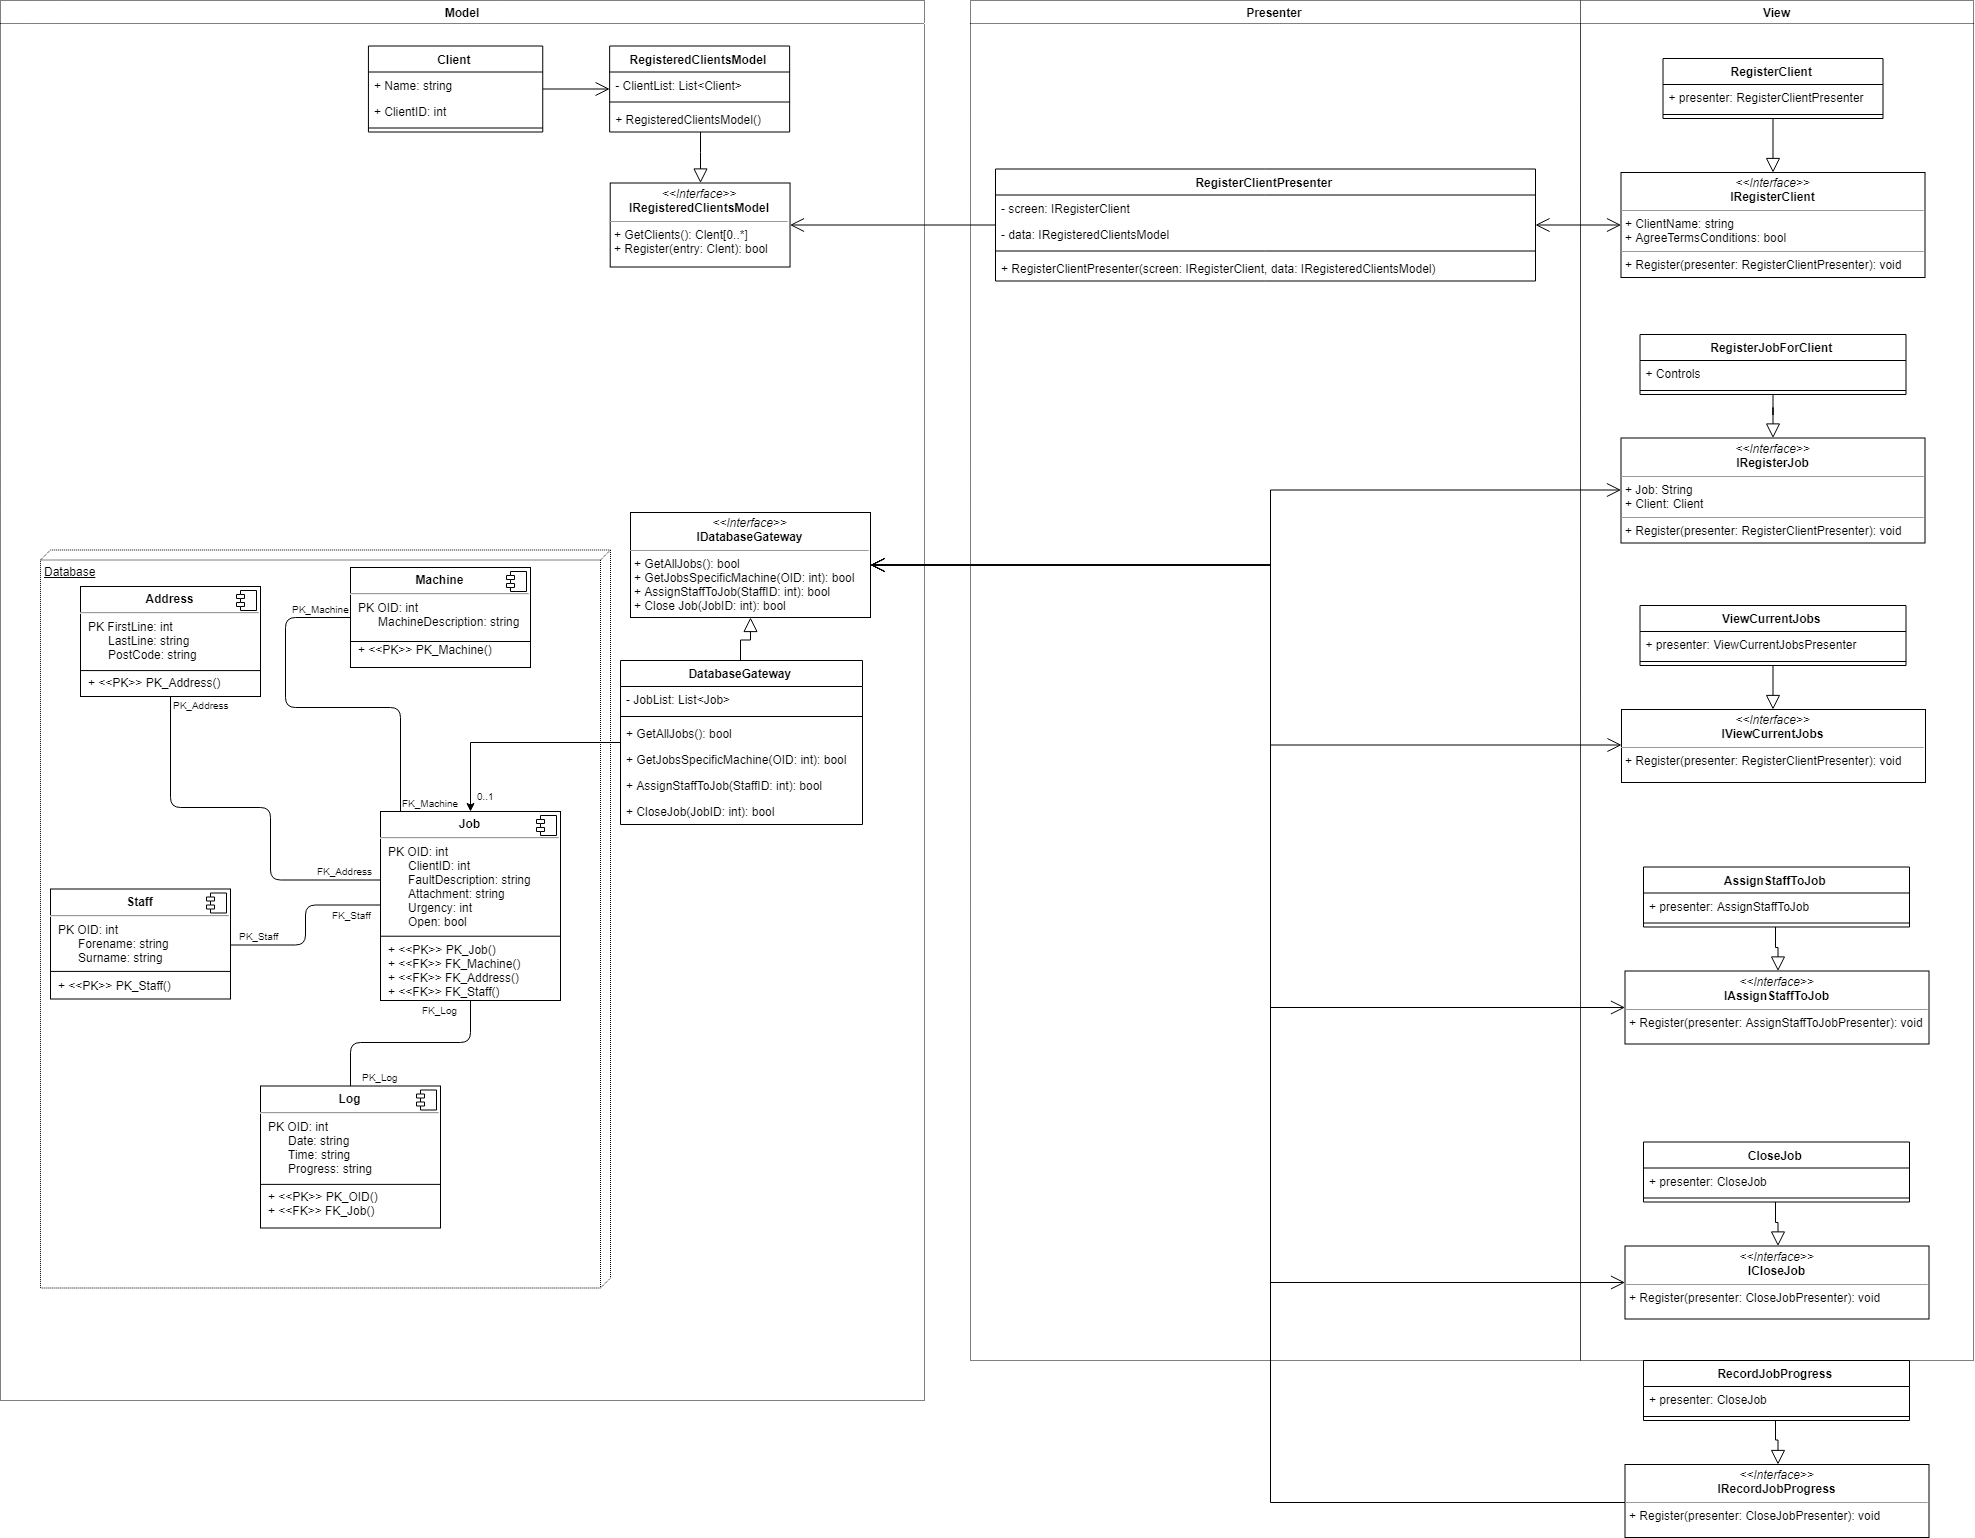 Model
Client
+ Name: string
+ ClientID: int
RegisteredClientsModel
- ClientList: List<Client>
+ RegisteredClientsModel()
<<Interface>>
IRegisteredClientsModel
+ GetClients(): Clent[0..*]
+ Register(entry: Clent): bool
<<Interface>>
IDatabaseGateway
+ GetAllJobs(): bool
+ GetJobsSpecificMachine(OID: int): bool
+ AssignStaffToJob(StaffID: int): bool
+ Close Job(JobID: int): bool
DatabaseGateway
- JobList: List<Job>
+ GetAllJobs(): bool
+ GetJobsSpecificMachine(OID: int): bool
+ AssignStaffToJob(StaffID: int): bool
+ CloseJob(JobID: int): bool
Database
Address
PK FirstLine: int
LastLine: string
PostCode: string
+ <<PK>> PK_Address()
PK_Address
Machine
PK OID: int
MachineDescription: string
+ <<PK>> PK_Machine()
PK_Machine
FK_Machine
0..1
Job
PK OID: int
ClientID: int
FaultDescription: string
Attachment: string
Urgency: int
Open: bool
+ <<PK>> PK_Job()
+ <<FK>> FK_Machine()
+ <<FK>> FK_Address()
+ <<FK>> FK_Staff()
FK_Address
FK_Staff
Staff
PK OID: int
Forename: string
Surname: string
+ <<PK>> PK_Staff()
PK_Staff
FK_Log
PK_Log
Log
PK OID: int
Date: string
Time: string
Progress: string
+ <<PK>> PK_OID()
+ <<FK>> FK_Job()
Presenter
RegisterClientPresenter
- screen: IRegisterClient
- data: IRegisteredClientsModel
+ RegisterClientPresenter(screen: IRegisterClient, data: IRegisteredClientsModel)
View
RegisterClient
+ presenter: RegisterClientPresenter
<<Interface>>
IRegisterClient
+ ClientName: string
+ AgreeTermsConditions: bool
+ Register(presenter: RegisterClientPresenter): void
RegisterJobForClient
+ Controls
<<Interface>>
IRegisterJob
+ Job: String
+ Client: Client
+ Register(presenter: RegisterClientPresenter): void
ViewCurrentJobs
+ presenter: ViewCurrentJobsPresenter
<<Interface>>
IViewCurrentJobs
+ Register(presenter: RegisterClientPresenter): void
AssignStaffToJob
+ presenter: AssignStaffToJob
<<Interface>>
IAssignStaffToJob
+ Register(presenter: AssignStaffToJobPresenter): void
CloseJob
+ presenter: CloseJob
<<Interface>>
ICloseJob
+ Register(presenter: CloseJobPresenter): void
RecordJobProgress
+ presenter: CloseJob
<<Interface>>
IRecordJobProgress
+ Register(presenter: CloseJobPresenter): void